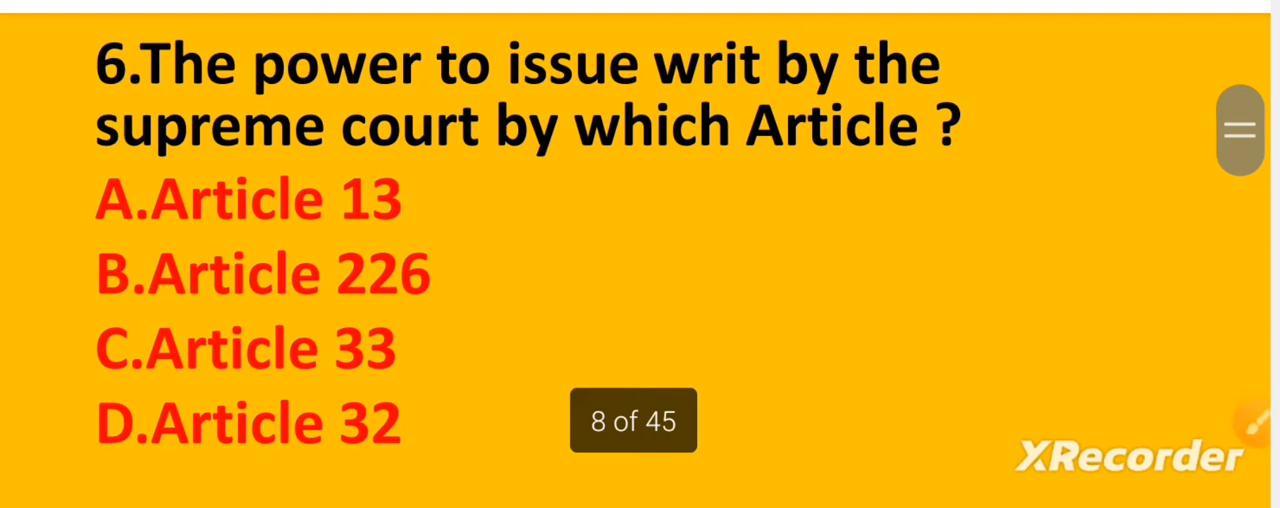 6.The power to issue writ by the
supreme court by which Article ?
A.Article 13
B.Article 226
C.Article 33
D.Article 32
8 of 45
XRecorder